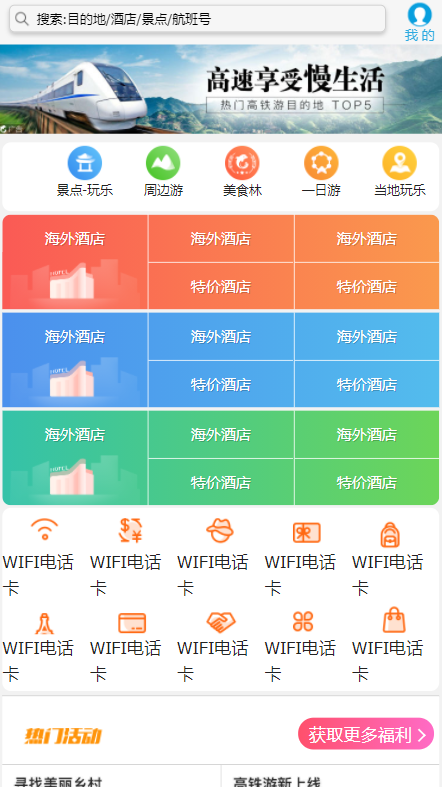 搜索:目的地/酒店/景点/航班号
我 的
高速享受慢生活
热门高铁游目的地 TOP5
广告
景点-玩乐 周边游 美食林 一日游 当地玩乐
海外酒店 海外酒店 海外酒店
HOTEL
特价酒店 特价酒店
海外酒店 海外酒店 海外酒店
HOTEL
特价酒店 特价酒店
海外酒店 海外酒店 海外酒店
HOTEL
特价酒店 特价酒店
WIFI电话卡 WIFI电话卡 WIFI电话卡 WIFI电话卡 WIFI电话卡
WIFI电话卡 WIFI电话卡 WIFI电话卡 WIFI电话卡 WIFI电话卡
热门活动
获取更多福利
寻找美丽乡村 高铁游新上线